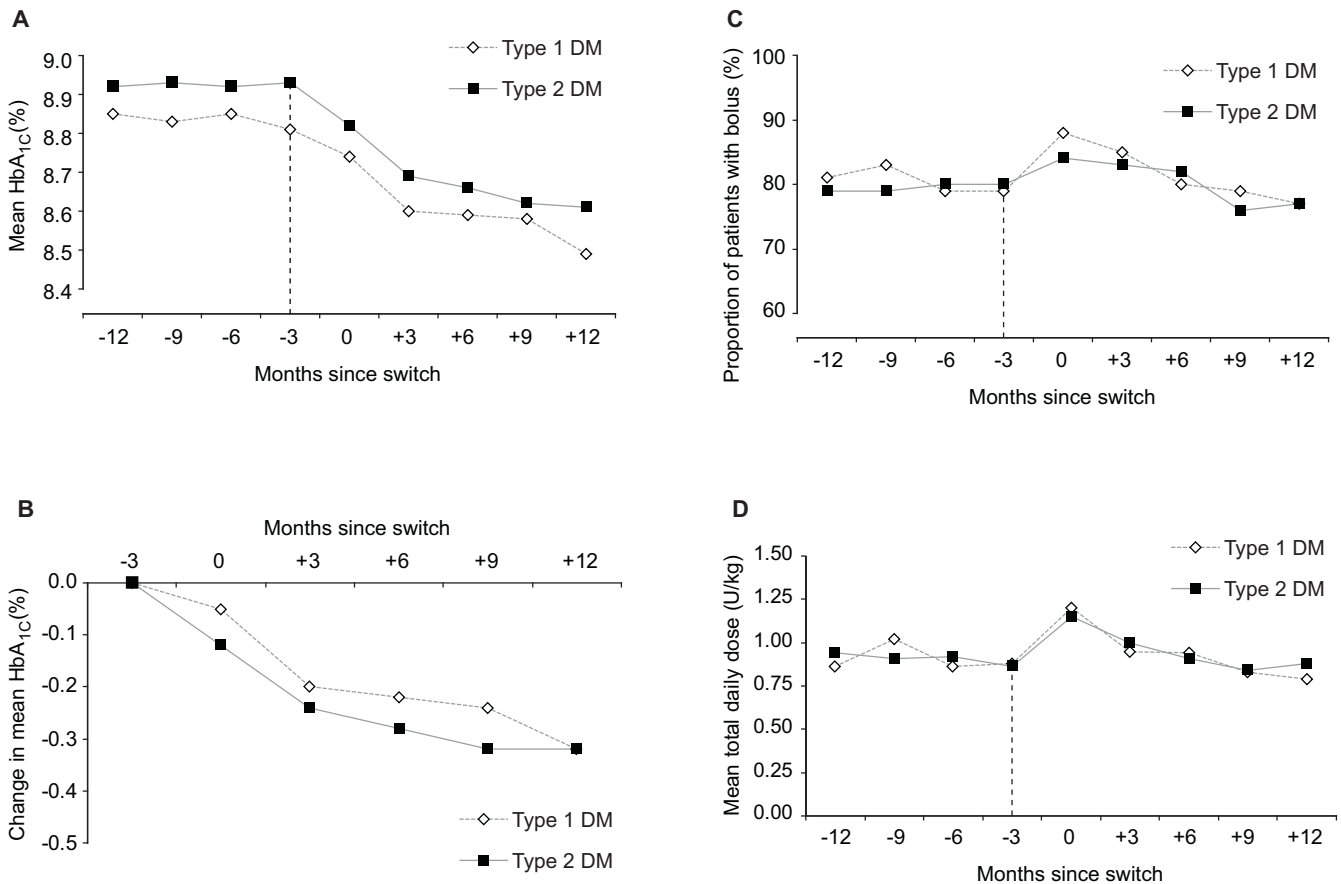 A
Mean HbA1C(%)
9.0
8.9
8.8
8.7
8.6
8.5
8.4
Type 1 DM
Type 2 DM
-12 -9 -6 -3 0 +3 +6 +9 +12
Months since switch
C
Proportion of patients with bolus (%)
100
90
80
70
60
Type 1 DM
Type 2 DM
-12 -9 -6 -3 0 +3 +6 +9 +12
Months since switch
B
Months since switch
-3 0 +3 +6 +9 +12
Change in mean HbA1C(%)
0.0
-0.1
-0.2
-0.3
-0.4
-0.5
Type 1 DM
Type 2 DM
D
Mean total daily dose (U/kg)
1.50
1.25
1.00
0.75
0.50
0.25
0.00
Type 1 DM
Type 2 DM
-12 -9 -6 -3 0 +3 +6 +9 +12
Months since switch